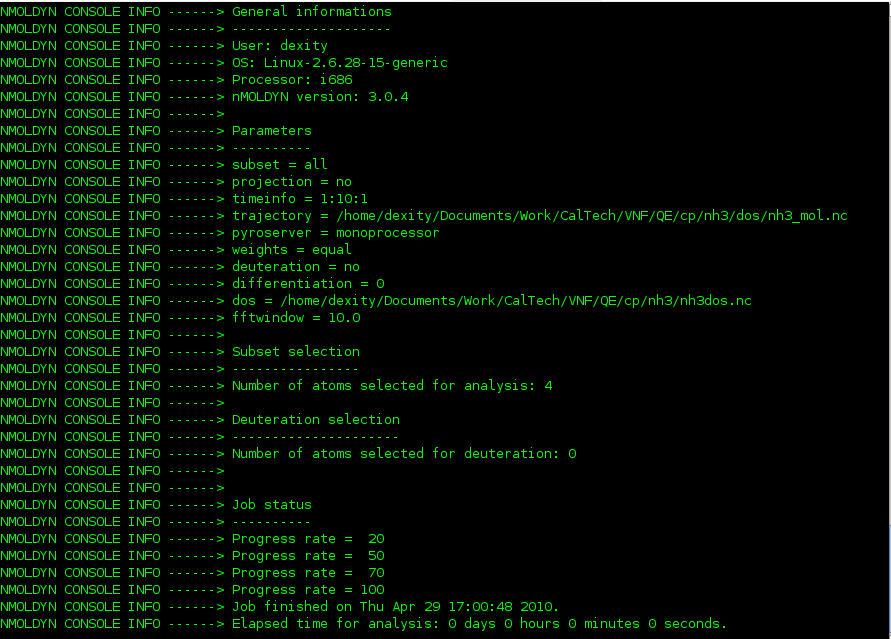 NMOLDYN CONSOLE INFO ------> General informations
NMOLDYN CONSOLE INFO ------> --------------------
NMOLDYN CONSOLE INFO ------> User: dexity
NMOLDYN CONSOLE INFO ------> OS: Linux-2.6.28-15-generic
NMOLDYN CONSOLE INFO ------> Processor: i686
NMOLDYN CONSOLE INFO ------> nMOLDYN version: 3.0.4
NMOLDYN CONSOLE INFO ------>
NMOLDYN CONSOLE INFO ------> Parameters
NMOLDYN CONSOLE INFO ------> ----------
NMOLDYN CONSOLE INFO ------> subset = all
NMOLDYN CONSOLE INFO ------> projection = no
NMOLDYN CONSOLE INFO ------> timeinfo = 1:10:1
NMOLDYN CONSOLE INFO ------> trajectory = /home/dexity/Documents/Work/CalTech/VNF/QE/cp/nh3/dos/nh3_mol.nc
NMOLDYN CONSOLE INFO ------> pyroserver = monoprocessor
NMOLDYN CONSOLE INFO ------> weights = equal
NMOLDYN CONSOLE INFO ------> deuteration = no
NMOLDYN CONSOLE INFO ------> differentiation = 0
NMOLDYN CONSOLE INFO ------> dos = /home/dexity/Documents/Work/CalTech/VNF/QE/cp/nh3/nh3dos.nc
NMOLDYN CONSOLE INFO ------> fftwindow = 10.0
NMOLDYN CONSOLE INFO ------>
NMOLDYN CONSOLE INFO ------> Subset selection
NMOLDYN CONSOLE INFO ------> ----------------
NMOLDYN CONSOLE INFO ------> Number of atoms selected for analysis: 4
NMOLDYN CONSOLE INFO ------>
NMOLDYN CONSOLE INFO ------> Deuteration selection
NMOLDYN CONSOLE INFO ------> ---------------------
NMOLDYN CONSOLE INFO ------> Number of atoms selected for deuteration: 0
NMOLDYN CONSOLE INFO ------>
NMOLDYN CONSOLE INFO ------>
NMOLDYN CONSOLE INFO ------> Job status
NMOLDYN CONSOLE INFO ------> ----------
NMOLDYN CONSOLE INFO ------> Progress rate =  20
NMOLDYN CONSOLE INFO ------> Progress rate =  50
NMOLDYN CONSOLE INFO ------> Progress rate =  70
NMOLDYN CONSOLE INFO ------> Progress rate = 100
NMOLDYN CONSOLE INFO ------> Job finished on Thu Apr 29 17:00:48 2010.
NMOLDYN CONSOLE INFO ------> Elapsed time for analysis: 0 days 0 hours 0 minutes 0 seconds.